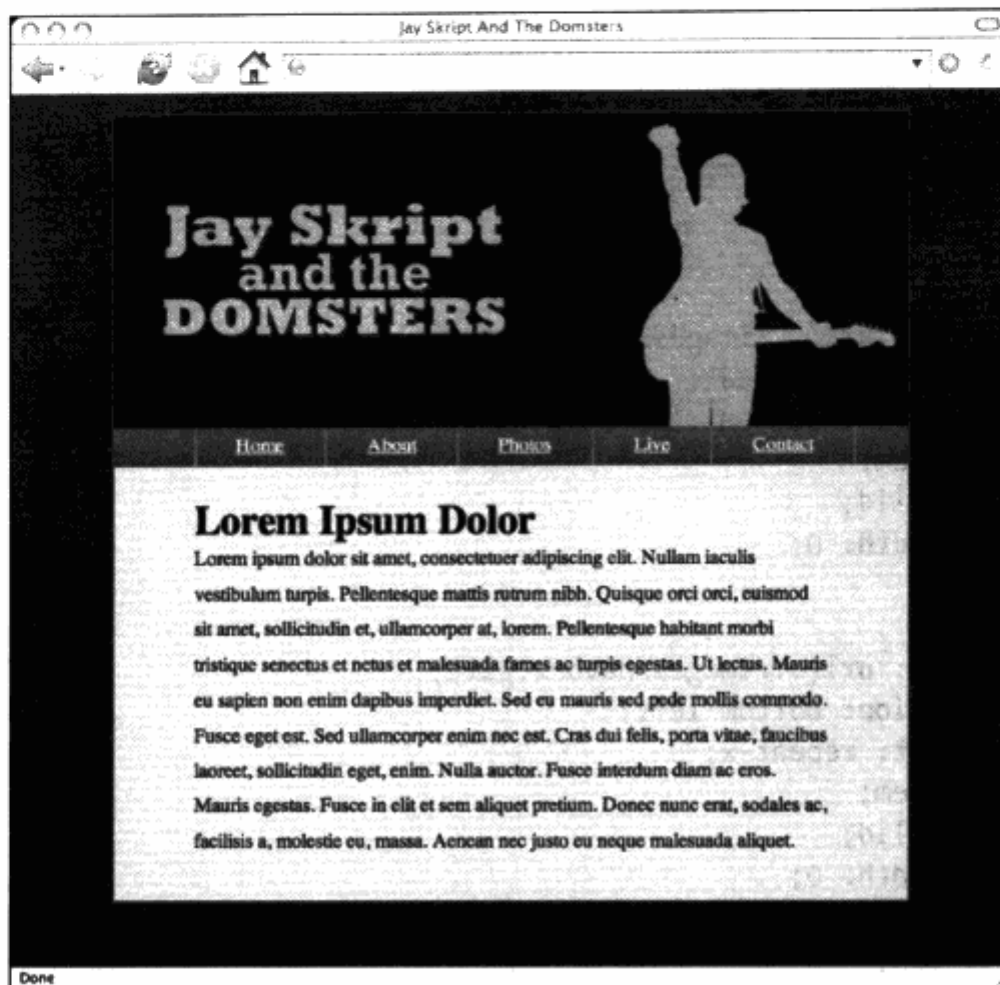 Jay Skript And The Domsters
Jay Skript
and the
DOMSTERS
Home About Photos Live Contact
Lorem Ipsum Dolor
Lorem ipsum dolor sit amet, consectetuer adipiscing elit. Nullam iaculis
vestibulum turpis. Pellentesque mattis rutrum nibh. Quisque orci orci, euismod
sit amet, sollicitudin et, ullamcorper at, lorem. Pellentesque habitant morbi
tristique senectus et netus et malesuada fames ac turpis egestas. Ut lectus. Mauris
eu sapien non enim dapibus imperdiet. Sed eu mauris sed pede mollis commodo.
Fusce eget est. Sed ullamcorper enim nec est. Cras dui felis, porta vitae, faucibus
laoreet, sollicitudin eget, enim. Nulla auctor. Fusce interdum diam ac eros.
Mauris egestas. Fusce in elit et sem aliquet pretium. Donec nunc erat, sodales ac,
facilisis a, molestie eu, massa. Aenean nec justo eu neque malesuada aliquet.
Done